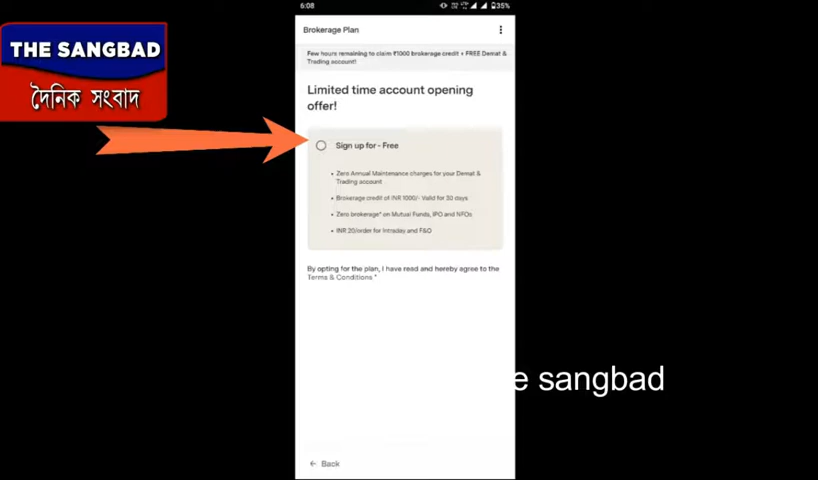 6:08
35%
Brokerage Plan
Few hours remaining to claim ₹1000 brokerage credit + FREE Demat &
Trading account!
THE SANGBAD
দৈনিক সংবাদ
Limited time account opening
offer!
Sign up for - Free
• Zero Annual Maintenance charges for your Demat &
Trading account
• Brokerage credit of INR 1000/- Valid for 30 days
• Zero brokerage* on Mutual Funds, IPO and NFOs
• INR 20/order for Intraday and F&O
By opting for the plan, I have read and hereby agree to the
Terms & Conditions *
e sangbad
← Back